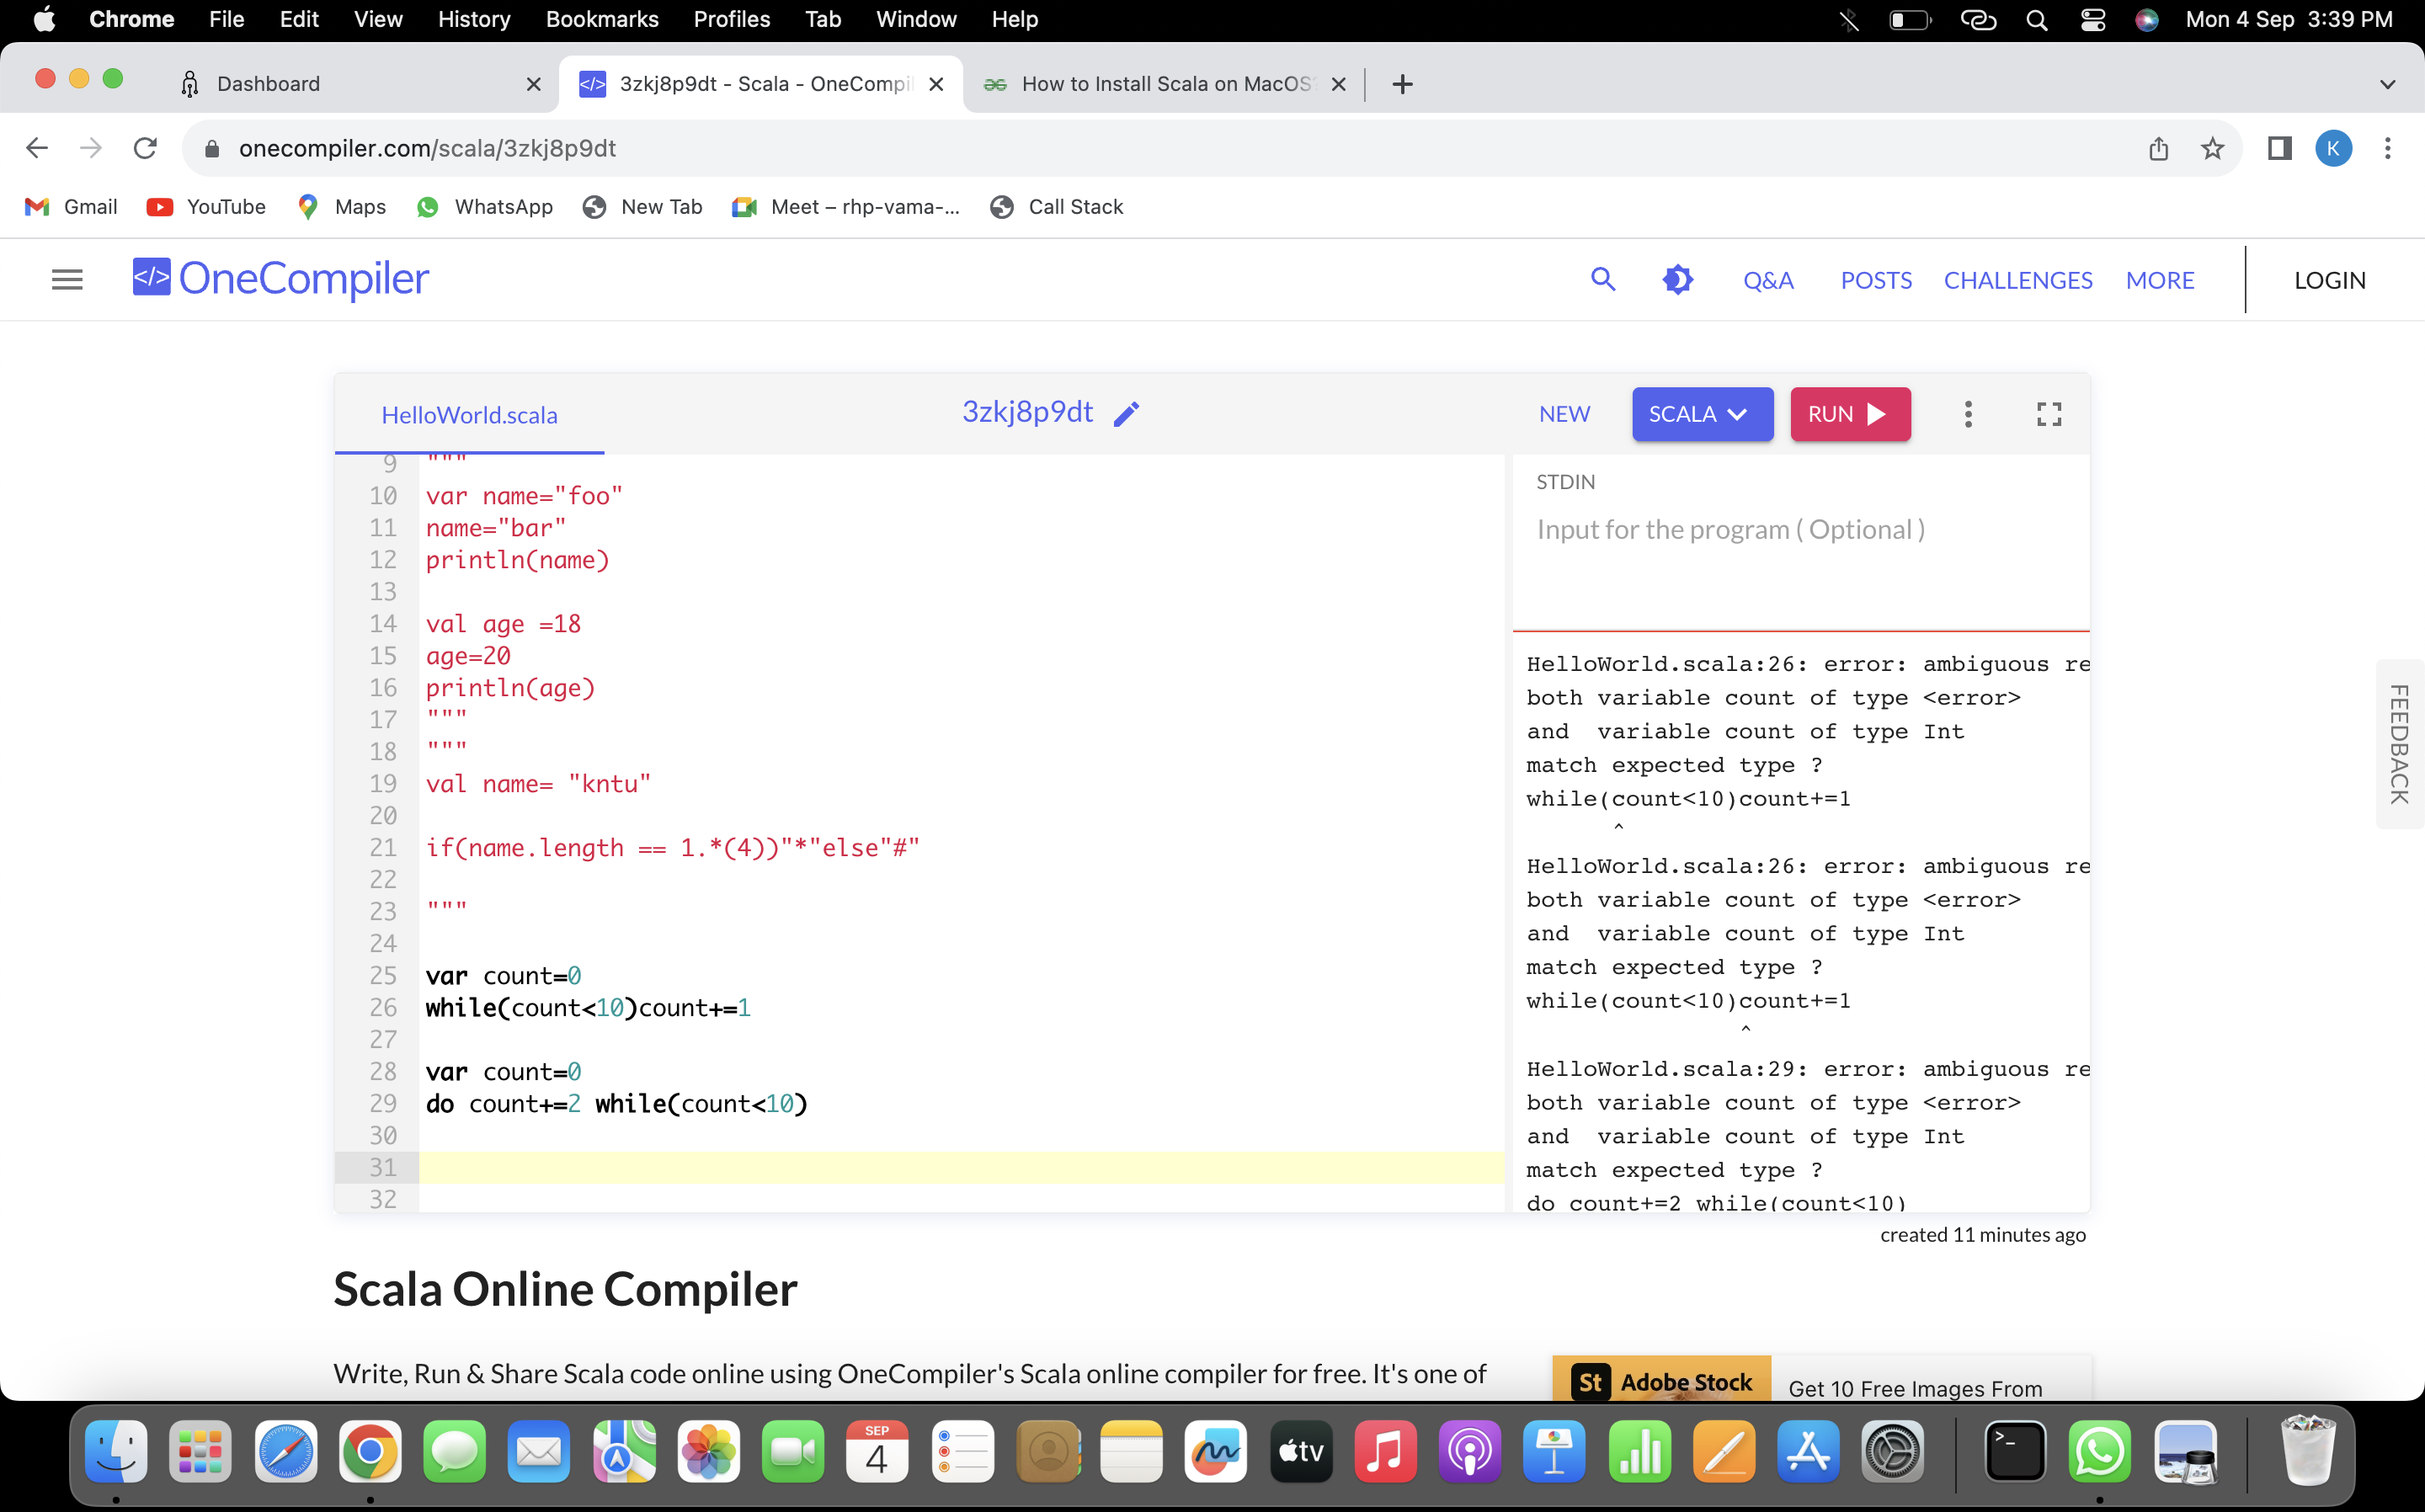 Chrome File Edit View History Bookmarks Profiles Tab Window Help Mon 4 Sep 3:39 PM
Dashboard 3zkj8p9dt - Scala - OneCompil How to Install Scala on MacOS
onecompiler.com/scala/3zkj8p9dt K
Gmail YouTube Maps WhatsApp New Tab Meet – rhp-vama-... Call Stack
</> OneCompiler Q&A POSTS CHALLENGES MORE LOGIN
HelloWorld.scala 3zkj8p9dt NEW SCALA RUN
9 """
10 var name="foo"
11 name="bar"
12 println(name)
13
14 val age =18
15 age=20
16 println(age)
17 """
18 """
19 val name= "kntu"
20
21 if(name.length == 1.*(4))"*"else"#"
22
23 """
24
25 var count=0
26 while(count<10)count+=1
27
28 var count=0
29 do count+=2 while(count<10)
30
31
32
STDIN
Input for the program ( Optional )
HelloWorld.scala:26: error: ambiguous re
both variable count of type <error>
and  variable count of type Int
match expected type ?
while(count<10)count+=1
^
HelloWorld.scala:26: error: ambiguous re
both variable count of type <error>
and  variable count of type Int
match expected type ?
while(count<10)count+=1
^
HelloWorld.scala:29: error: ambiguous re
both variable count of type <error>
and  variable count of type Int
match expected type ?
do count+=2 while(count<10)
FEEDBACK
created 11 minutes ago
Scala Online Compiler
Write, Run & Share Scala code online using OneCompiler's Scala online compiler for free. It's one of
St Adobe Stock
Get 10 Free Images From
SEP
4
tv
>_